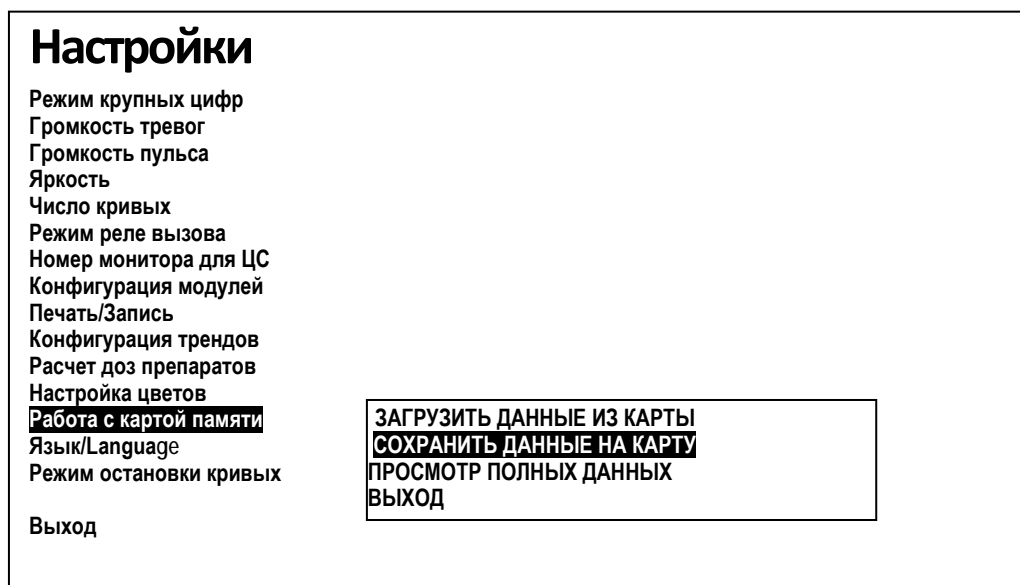 Настройки
Режим крупных цифр
Громкость тревог
Громкость пульса
Яркость
Число кривых
Режим реле вызова
Номер монитора для ЦС
Конфигурация модулей
Печать/Запись
Конфигурация трендов
Расчет доз препаратов
Настройка цветов
Работа с картой памяти
Язык/Language
Режим остановки кривых
Выход
ЗАГРУЗИТЬ ДАННЫЕ ИЗ КАРТЫ
СОХРАНИТЬ ДАННЫЕ НА КАРТУ
ПРОСМОТР ПОЛНЫХ ДАННЫХ
ВЫХОД